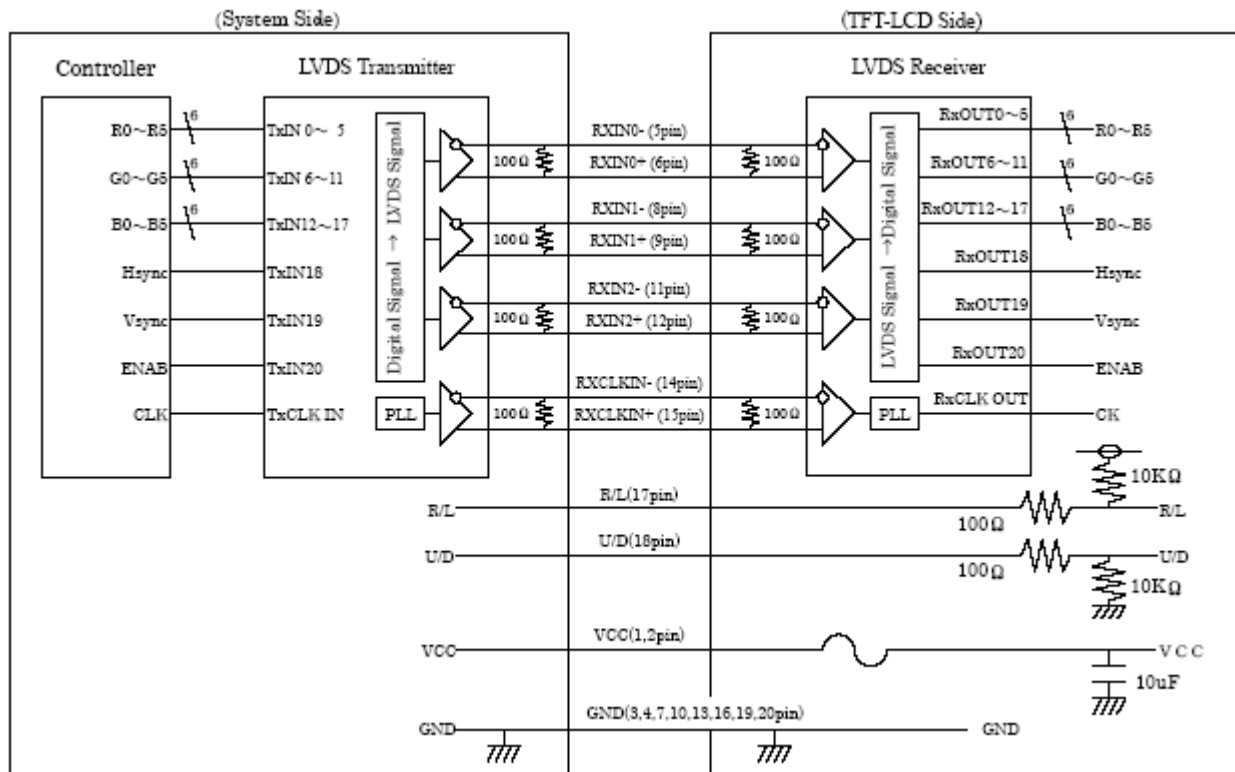 (System Side)
(TFT-LCD Side)
Controller
LVDS Transmitter
LVDS Receiver
R0~R5
6
TxIN 0~ 5
G0~G5
6
TxIN 6~11
B0~B5
6
TxIN12~17
Hsync
TxIN18
Vsync
TxIN19
ENAB
TxIN20
CLK
TxCLK IN
Digital Signal → LVDS Signal
PLL
100Ω
RXIN0- (5pin)
RXIN0+ (6pin)
100Ω
100Ω
RXIN1- (8pin)
RXIN1+ (9pin)
100Ω
100Ω
RXIN2- (11pin)
RXIN2+ (12pin)
100Ω
100Ω
RXCLKIN- (14pin)
RXCLKIN+ (15pin)
100Ω
LVDS Signal →Digital Signal
PLL
RxOUT0~5
6
R0~R5
RxOUT6~11
6
G0~G5
RxOUT12~17
6
B0~B5
RxOUT18
Hsync
RxOUT19
Vsync
RxOUT20
ENAB
RxCLK OUT
CK
10KΩ
R/L
R/L(17pin)
100Ω
R/L
U/D
U/D(18pin)
100Ω
U/D
10KΩ
VCC
VCC(1,2pin)
V C C
10uF
GND
GND(3,4,7,10,13,16,19,20pin)
GND